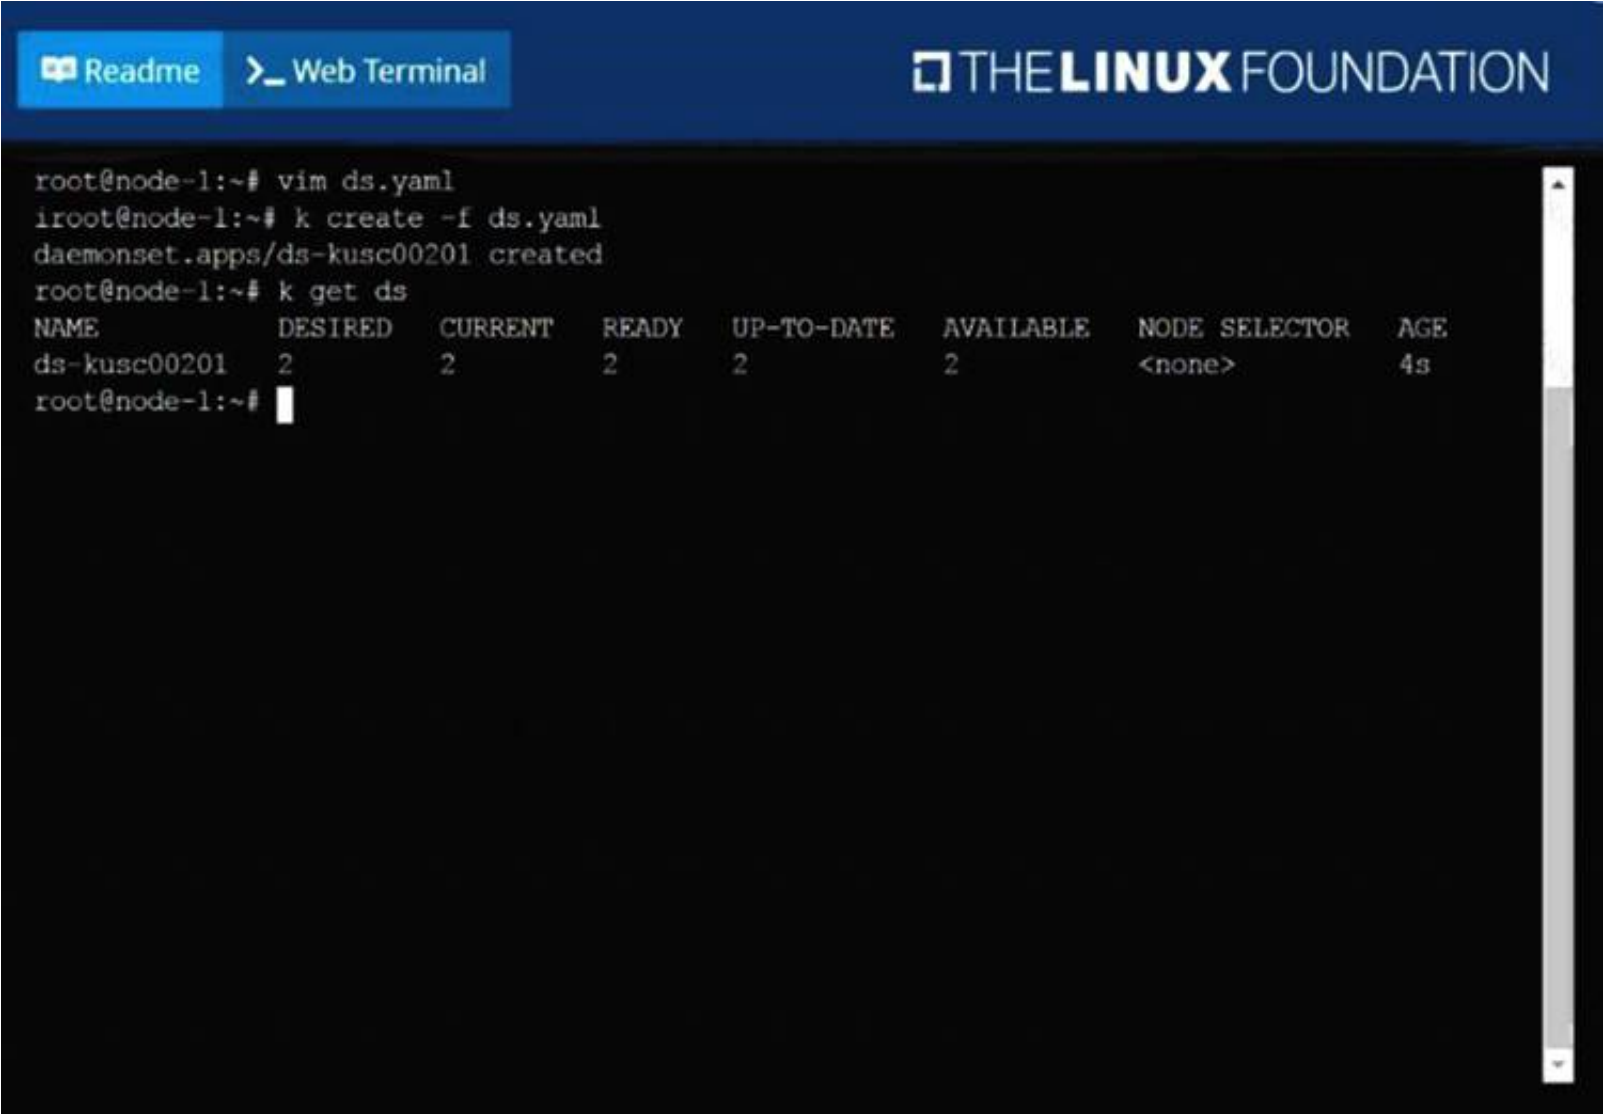 Readme
>_ Web Terminal
THE LINUX FOUNDATION
root@node-1:~# vim ds.yaml
iroot@node-1:~# k create -f ds.yaml
daemonset.apps/ds-kusc00201 created
root@node-1:~# k get ds
NAME DESIRED CURRENT READY UP-TO-DATE AVAILABLE NODE SELECTOR AGE
ds-kusc00201 2 2 2 2 2 <none> 4s
root@node-1:~#